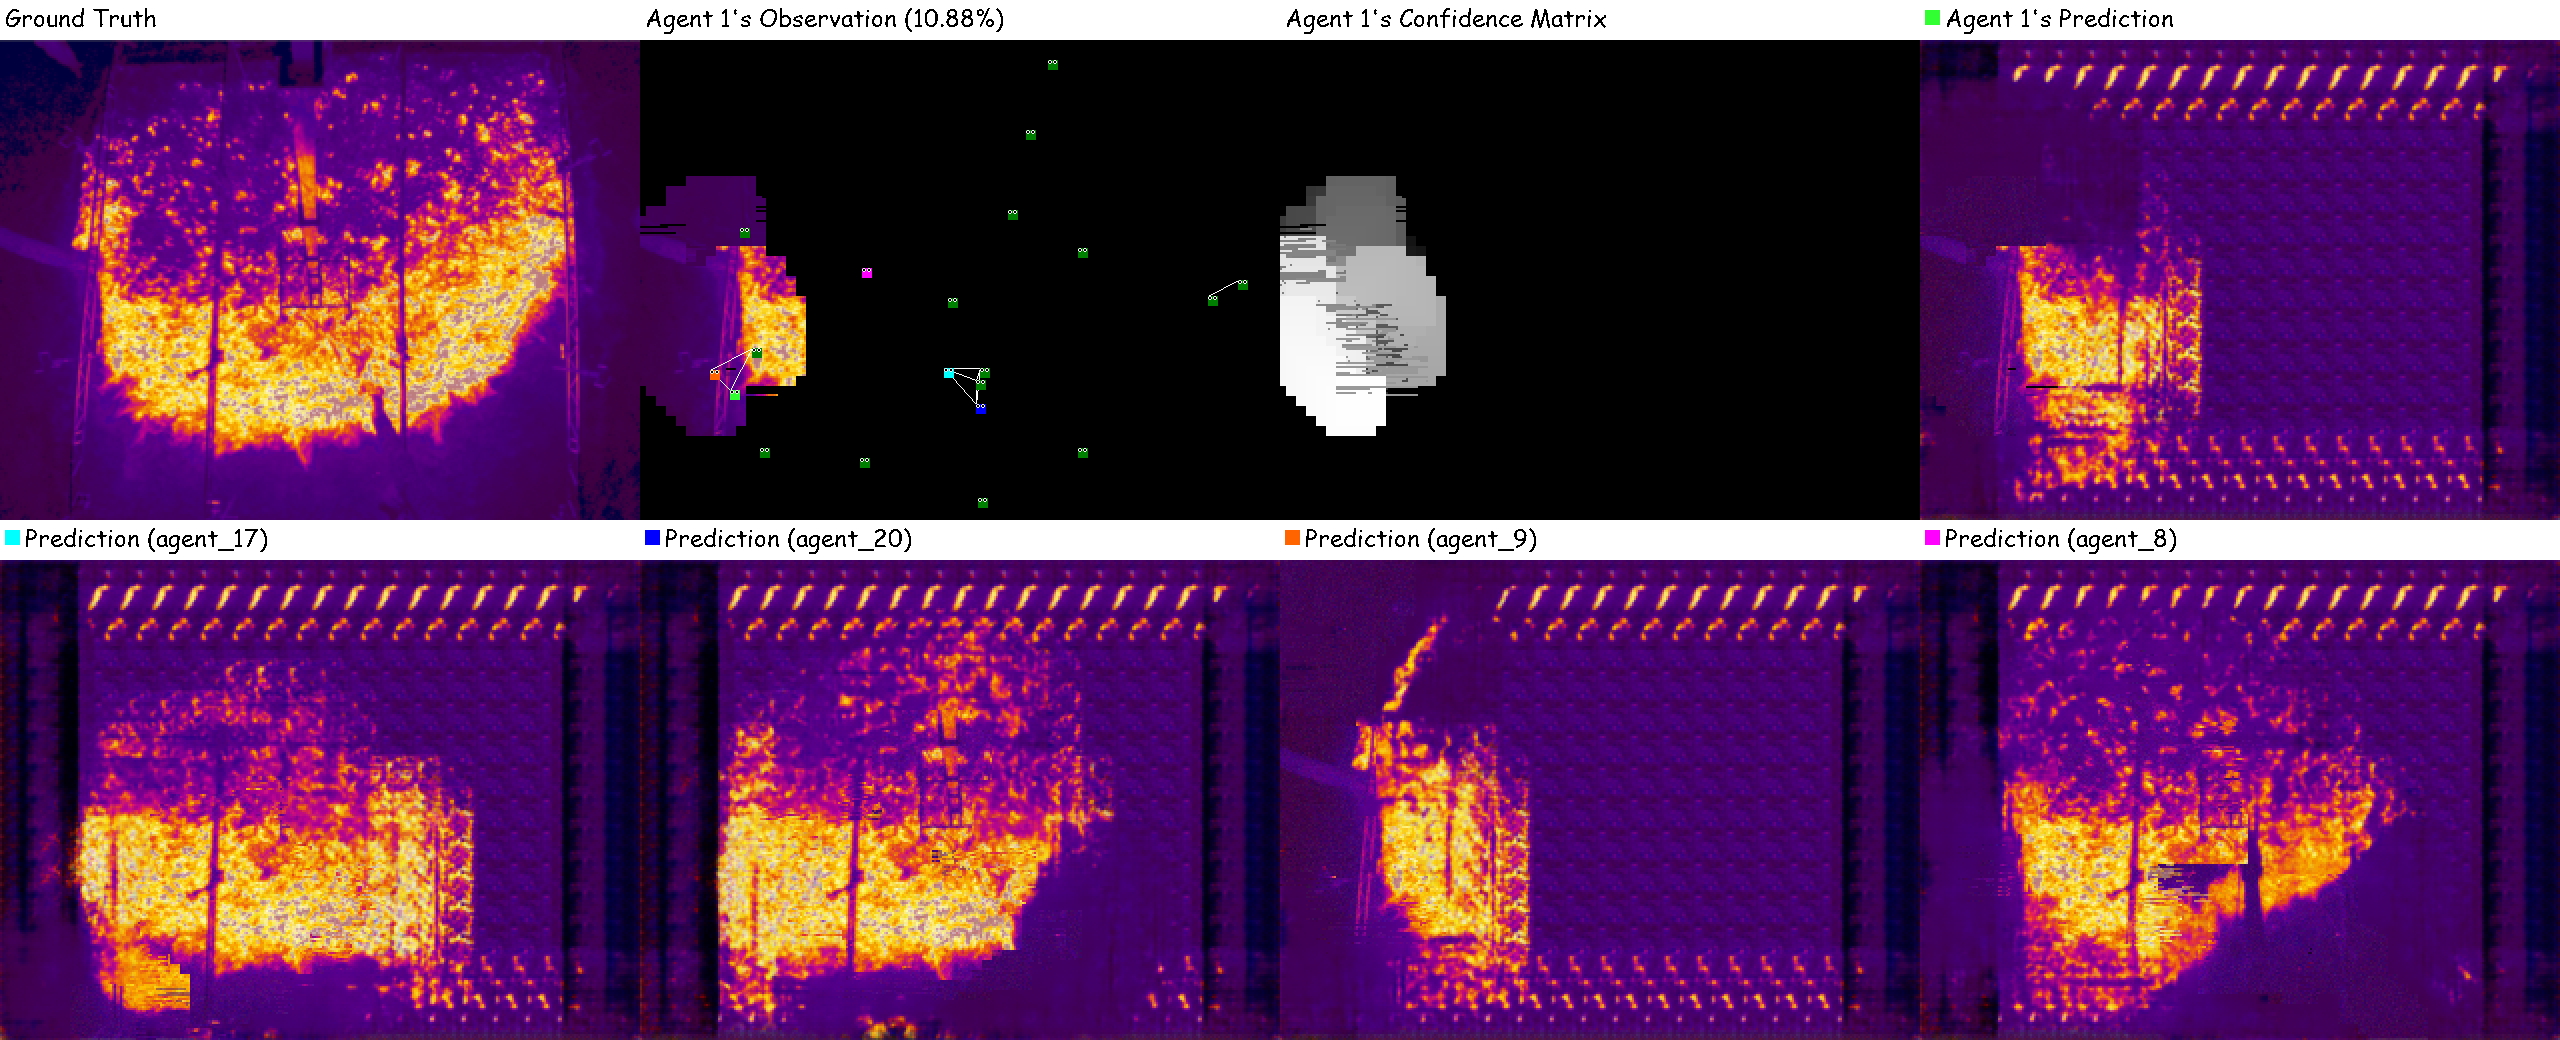 Ground Truth
Agent 1's Observation (10.88%)
Agent 1's Confidence Matrix
Agent 1's Prediction
Prediction (agent_17)
Prediction (agent_20)
Prediction (agent_9)
Prediction (agent_8)